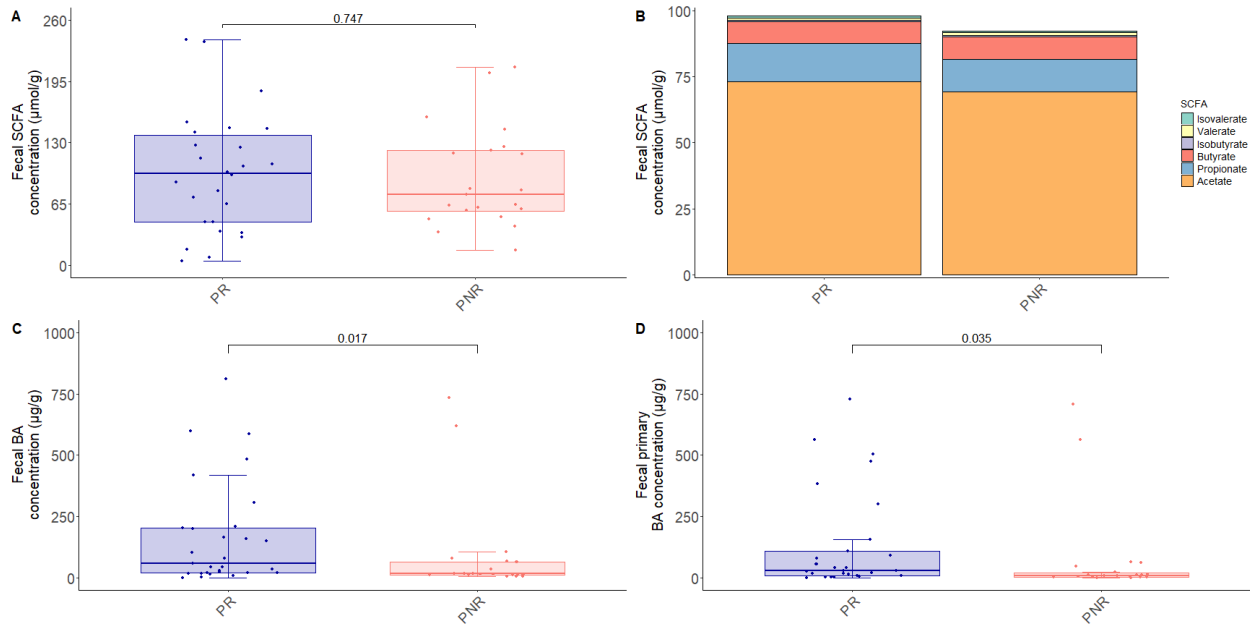 A
Fecal SCFA
concentration (µmol/g)
260
195
130
65
0
0.747
PR
PNR
B
Fecal SCFA
concentration (µmol/g)
100
75
50
25
0
PR
PNR
SCFA
Isovalerate
Valerate
Isobutyrate
Butyrate
Propionate
Acetate
C
Fecal BA
concentration (µg/g)
1000
750
500
250
0
0.017
PR
PNR
D
Fecal primary
BA concentration (µg/g)
1000
750
500
250
0
0.035
PR
PNR